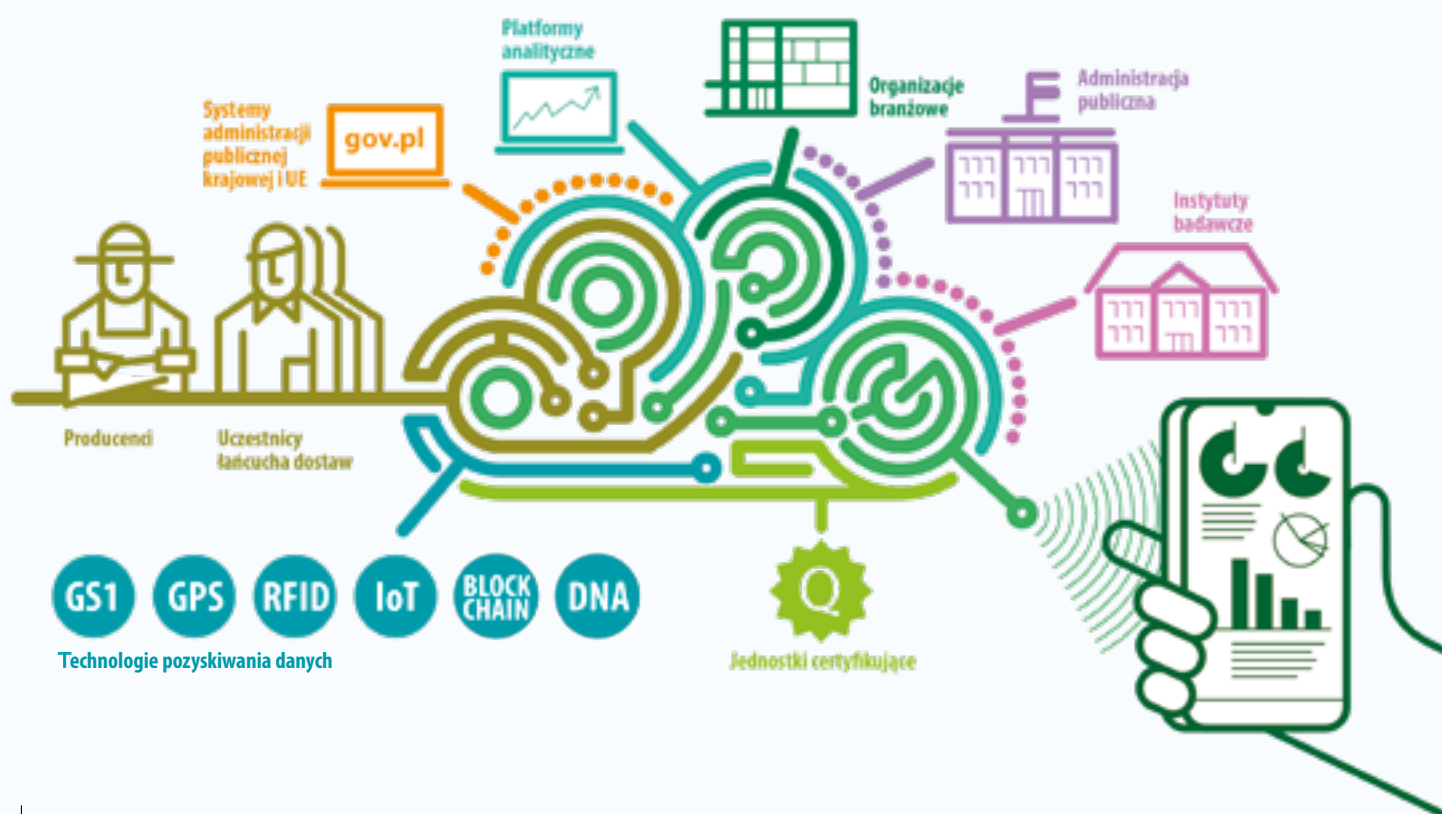 Platformy
analityczne
Organizacje
branżowe
Administracja
publiczna
Systemy
administracji
publicznej
krajowej i UE
gov.pl
Instytuty
badawcze
Producenci
Uczestnicy
łańcucha dostaw
GS1
GPS
RFID
IoT
BLOCK
CHAIN
DNA
Q
Technologie pozyskiwania danych
Jednostki certyfikujące